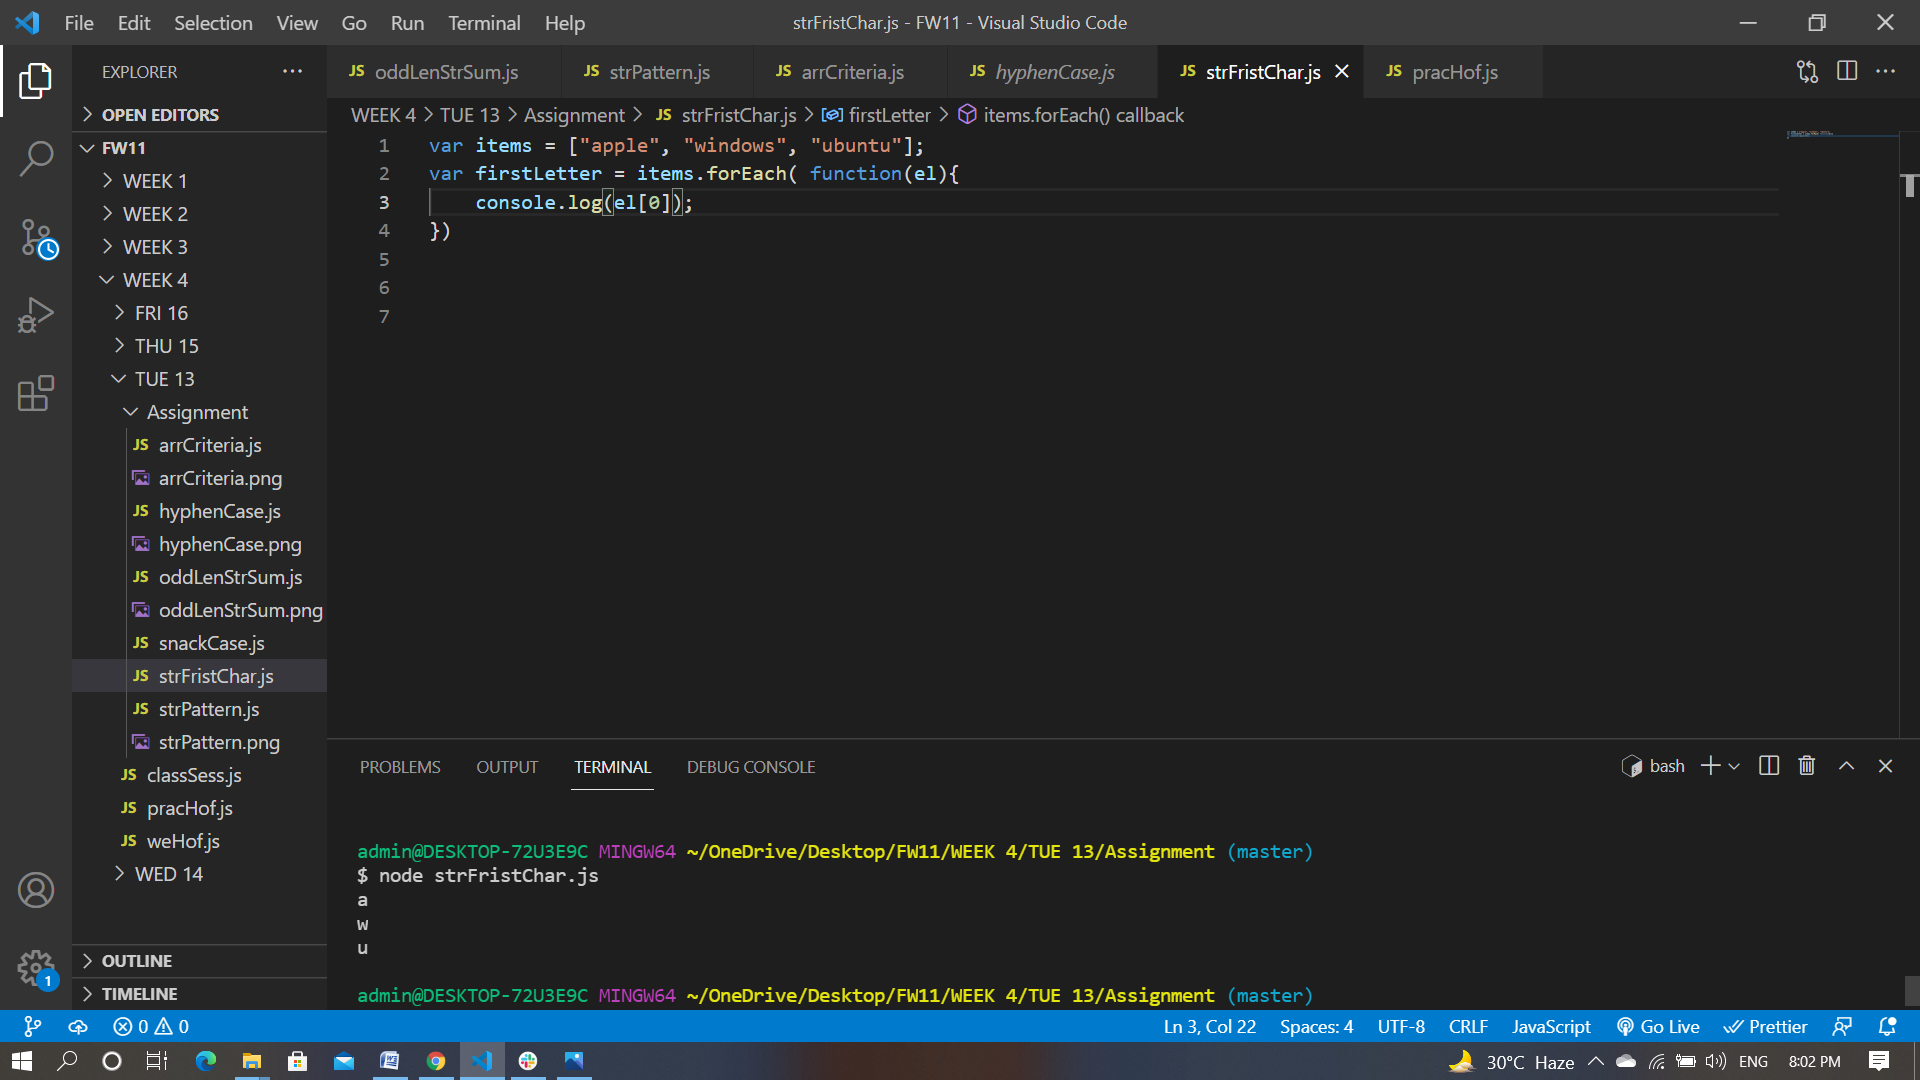 File Edit Selection View Go Run Terminal Help
strFristChar.js - FW11 - Visual Studio Code
EXPLORER
OPEN EDITORS
FW11
WEEK 1
WEEK 2
WEEK 3
WEEK 4
FRI 16
THU 15
TUE 13
Assignment
JS arrCriteria.js
arrCriteria.png
JS hyphenCase.js
hyphenCase.png
JS oddLenStrSum.js
oddLenStrSum.png
JS snackCase.js
JS strFristChar.js
JS strPattern.js
strPattern.png
JS classSess.js
JS pracHof.js
JS weHof.js
WED 14
OUTLINE
TIMELINE
1
JS oddLenStrSum.js JS strPattern.js JS arrCriteria.js JS hyphenCase.js JS strFristChar.js JS pracHof.js
WEEK 4 > TUE 13 > Assignment > JS strFristChar.js > firstLetter > items.forEach() callback
1 var items = ["apple", "windows", "ubuntu"];
2 var firstLetter = items.forEach( function(el){
3 console.log(el[0]);
4 })
5
6
7
PROBLEMS OUTPUT TERMINAL DEBUG CONSOLE
bash
admin@DESKTOP-72U3E9C MINGW64 ~/OneDrive/Desktop/FW11/WEEK 4/TUE 13/Assignment (master)
$ node strFristChar.js
a
w
u
admin@DESKTOP-72U3E9C MINGW64 ~/OneDrive/Desktop/FW11/WEEK 4/TUE 13/Assignment (master)
0 0 Ln 3, Col 22 Spaces: 4 UTF-8 CRLF JavaScript Go Live Prettier
30°C Haze ENG 8:02 PM